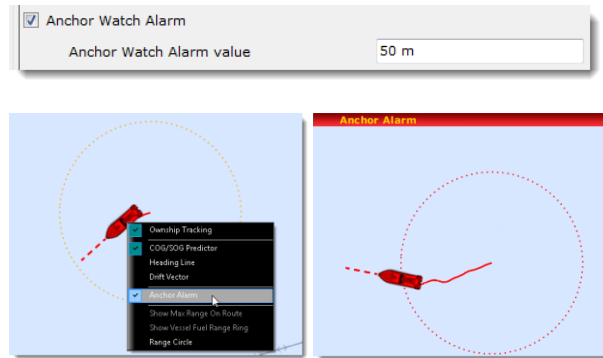 Anchor Watch Alarm
Anchor Watch Alarm value 50 m
Ownship Tracking
COG/SOG Predictor
Heading Line
Drift Vector
Anchor Alarm
Show Max Range On Route
Show Vessel Fuel Range Ring
Range Circle
Anchor Alarm